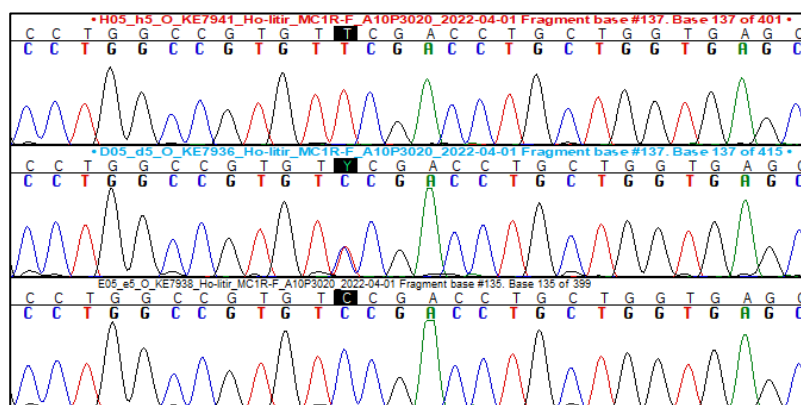 • H05_h5_O_KE7941_Ho-litir_MC1R-F_A10P3020_2022-04-01 Fragment base #137. Base 137 of 401 •
C C T G G C C G T G T T T C G A C C T G C T G G T G A G C
C C T G G C C G T G T T C G A C C T G C T G G T G A G C
• D05_d5_O_KE7936_Ho-litir_MC1R-F_A10P3020_2022-04-01 Fragment base #137. Base 137 of 415 •
C C T G G C C G T G T Y C G A C C T G C T G G T G A G C
C C T G G C C G T G T C C G A C C T G C T G G T G A G C
E05_e5_O_KE7938_Ho-litir_MC1R-F_A10P3020_2022-04-01 Fragment base #135. Base 135 of 399
C C T G G C C G T G T C C G A C C T G C T G G T G A G C
C C T G G C C G T G T C C G A C C T G C T G G T G A G C